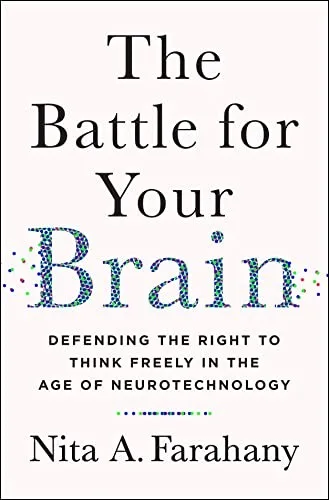 The
Battle for
Your
Brain
DEFENDING THE RIGHT TO
THINK FREELY IN THE
AGE OF NEUROTECHNOLOGY
Nita A. Farahany